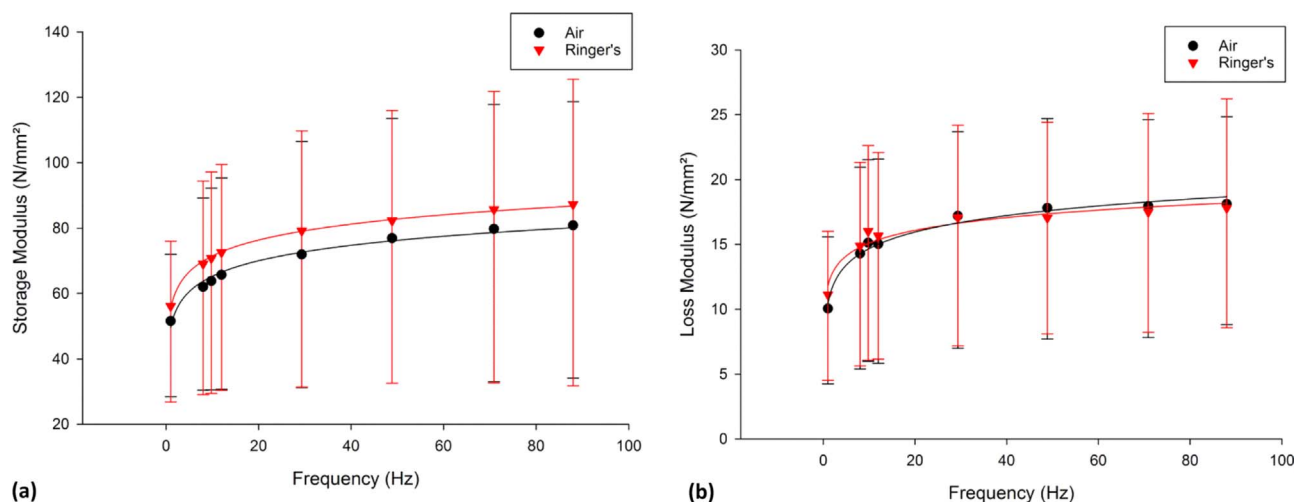 140
120
100
80
60
40
20
Storage Modulus (N/mm²)
0 20 40 60 80 100
Frequency (Hz)
Air
Ringer's
(a)
30
25
20
15
10
5
0
Loss Modulus (N/mm²)
0 20 40 60 80 100
Frequency (Hz)
Air
Ringer's
(b)